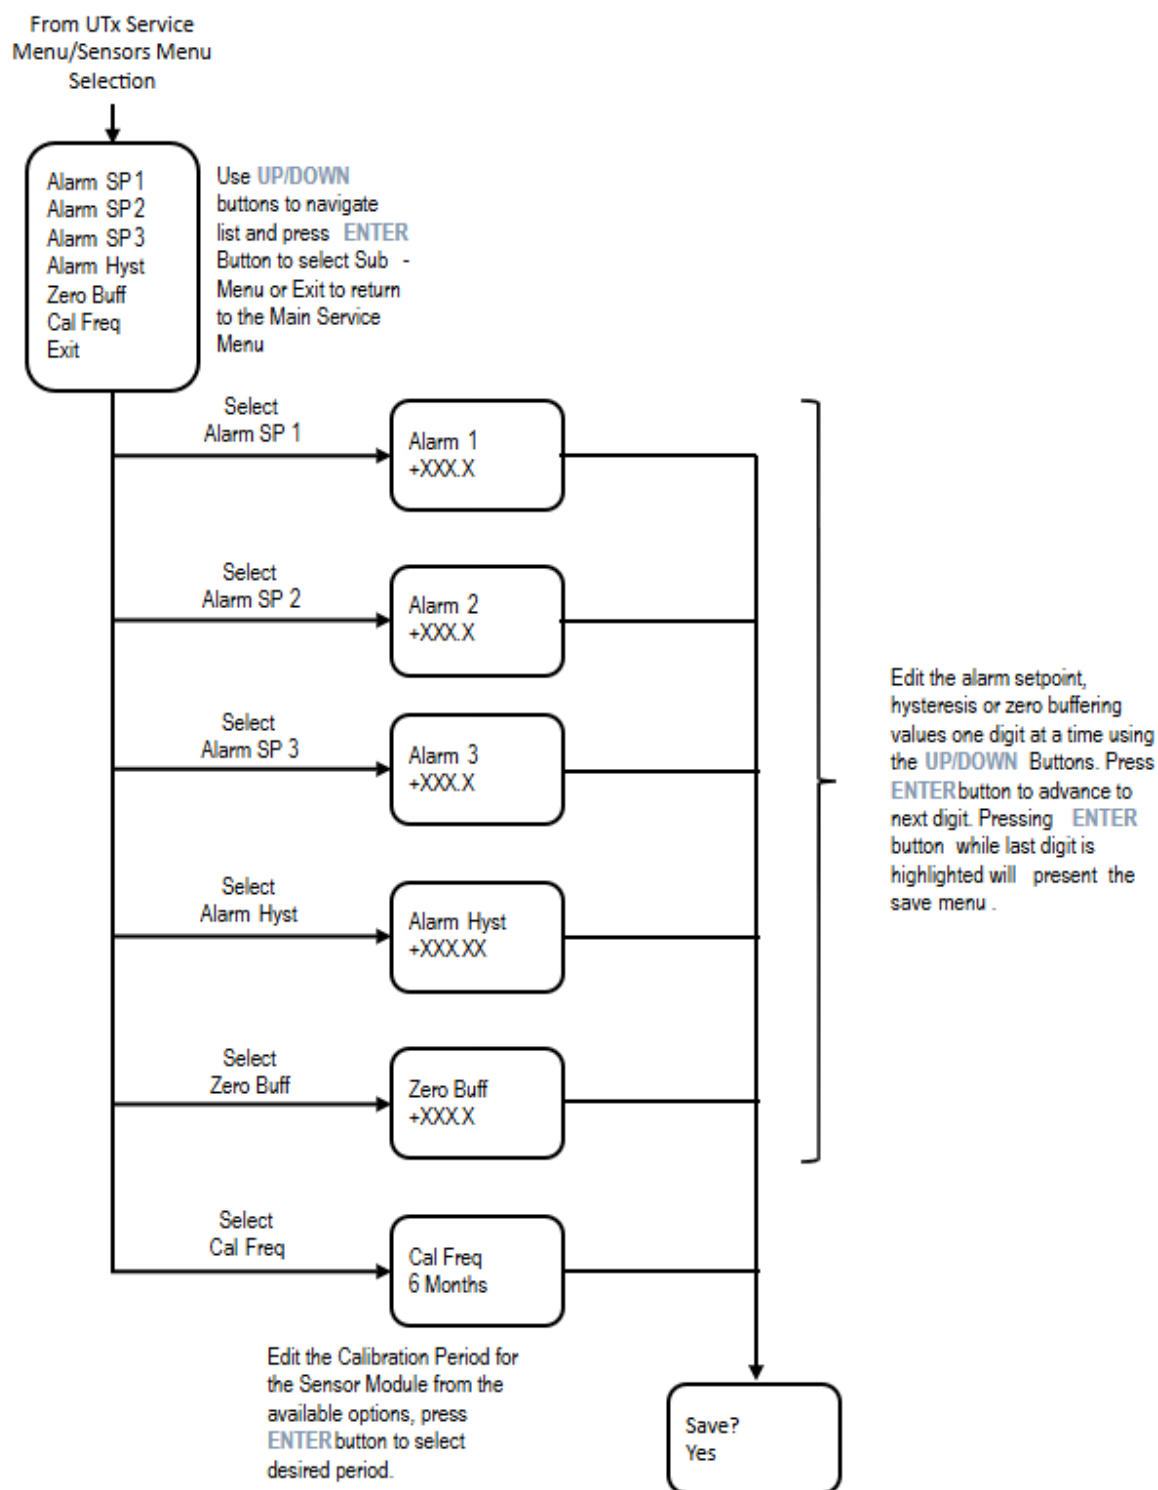 From UTx Service
Menu/Sensors Menu
Selection
Alarm SP1
Alarm SP2
Alarm SP3
Alarm Hyst
Zero Buff
Cal Freq
Exit
Use UP/DOWN
buttons to navigate
list and press ENTER
Button to select Sub -
Menu or Exit to return
to the Main Service
Menu
Select
Alarm SP 1
Alarm 1
+XXX.X
Select
Alarm SP 2
Alarm 2
+XXX.X
Select
Alarm SP 3
Alarm 3
+XXX.X
Select
Alarm Hyst
Alarm Hyst
+XXX.XX
Select
Zero Buff
Zero Buff
+XXX.X
Edit the alarm setpoint,
hysteresis or zero buffering
values one digit at a time using
the UP/DOWN Buttons. Press
ENTER button to advance to
next digit. Pressing ENTER
button while last digit is
highlighted will present the
save menu .
Select
Cal Freq
Cal Freq
6 Months
Edit the Calibration Period for
the Sensor Module from the
available options, press
ENTER button to select
desired period.
Save?
Yes